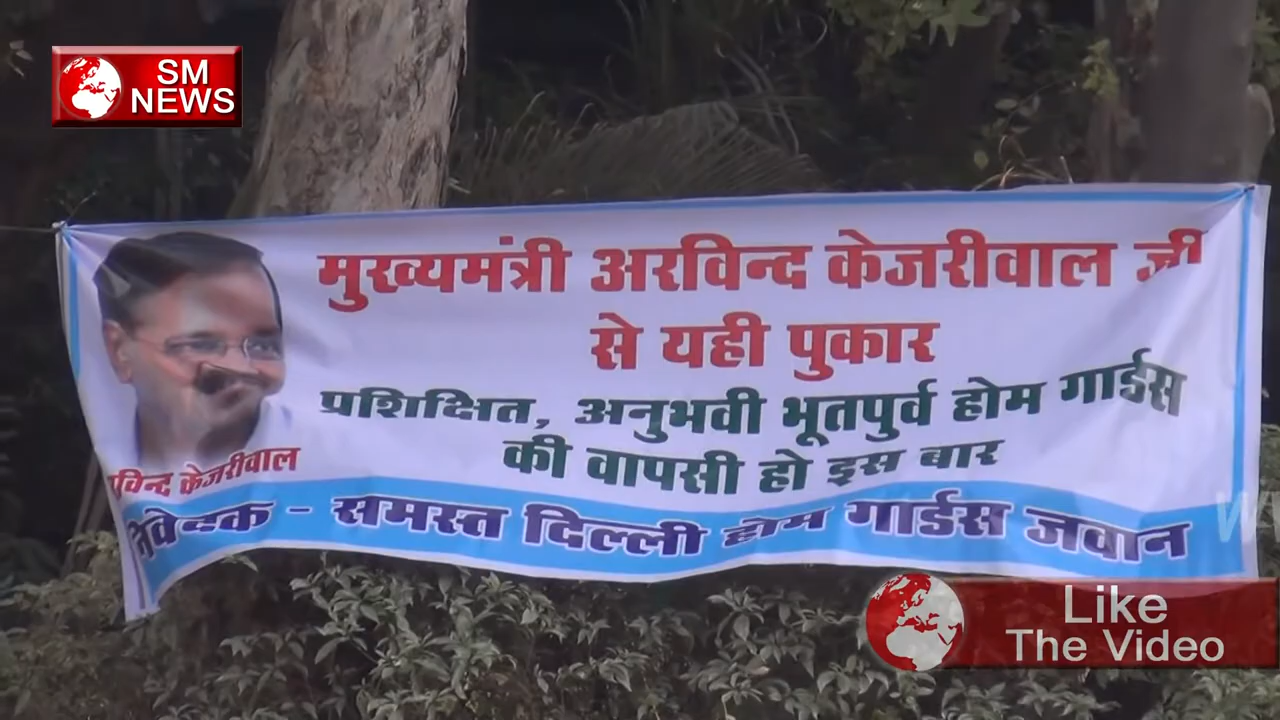 SM
NEWS
मुख्यमंत्री अरविन्द केजरीवाल जी
से यही पुकार
प्रशिक्षित, अनुभवी भूतपूर्व होम गार्डस
की वापसी हो इस बार
केजरीवाल
निवेदक - समस्त दिल्ली होम गार्डस जवान
Like
The Video